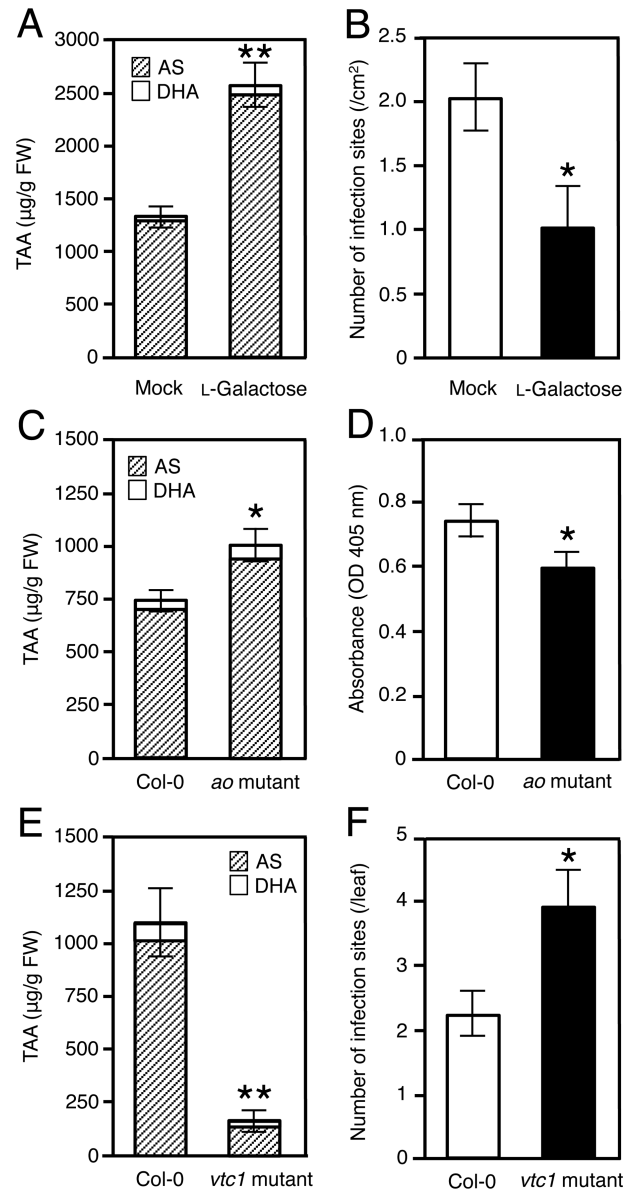 A
TAA (µg/g FW)
3000
2500
2000
1500
1000
500
0
AS
DHA
**
Mock
L-Galactose
B
Number of infection sites (/cm²)
2.5
2.0
1.5
1.0
0.5
0
*
Mock
L-Galactose
C
TAA (µg/g FW)
1500
1250
1000
750
500
250
0
AS
DHA
*
Col-0
ao mutant
D
Absorbance (OD 405 nm)
1.0
0.8
0.6
0.4
0.2
0
*
Col-0
ao mutant
E
TAA (µg/g FW)
1500
1250
1000
750
500
250
0
AS
DHA
**
Col-0
vtc1 mutant
F
Number of infection sites (/leaf)
5
4
3
2
1
0
*
Col-0
vtc1 mutant